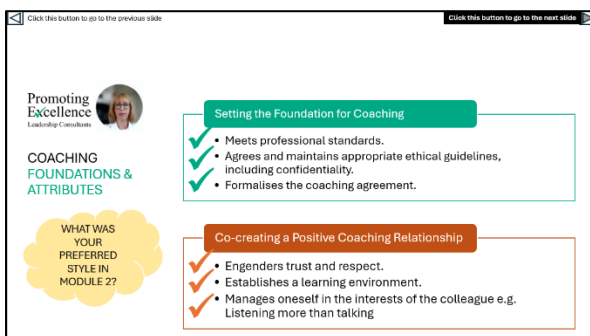 Click this button to go to the previous slide
Click this button to go to the next slide
Promoting
Excellence
Leadership Consultants
COACHING
FOUNDATIONS &
ATTRIBUTES
WHAT WAS
YOUR
PREFERRED
STYLE IN
MODULE 2?
Setting the Foundation for Coaching
• Meets professional standards.
• Agrees and maintains appropriate ethical guidelines,
including confidentiality.
• Formalises the coaching agreement.
Co-creating a Positive Coaching Relationship
• Engenders trust and respect.
• Establishes a learning environment.
• Manages oneself in the interests of the colleague e.g.
Listening more than talking